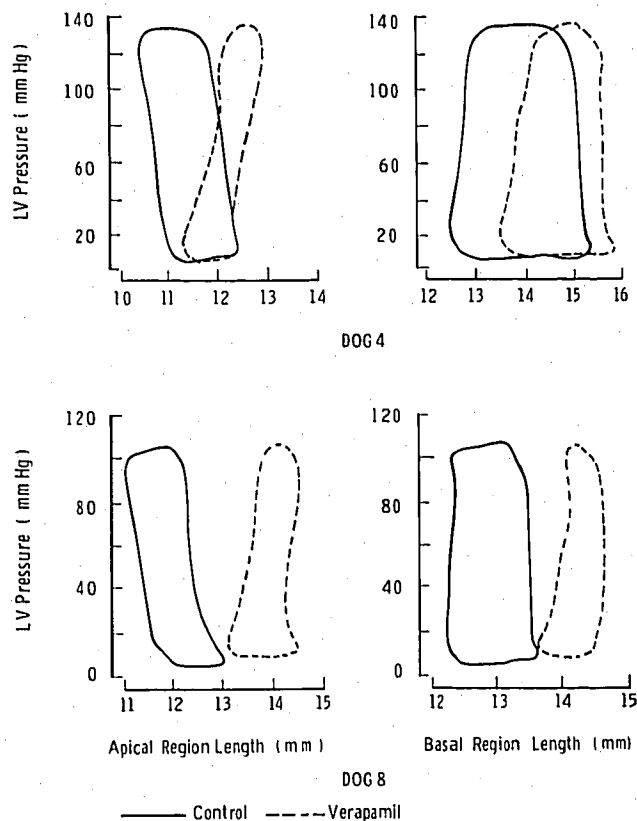 LV Pressure ( mm Hg)
140
100
60
20
10 11 12 13 14
140
100
60
20
12 13 14 15 16
DOG 4
LV Pressure ( mm Hg)
120
80
40
0
11 12 13 14 15
Apical Region Length ( mm )
120
80
40
0
12 13 14 15
Basal Region Length (mm)
DOG 8
Control Verapamil